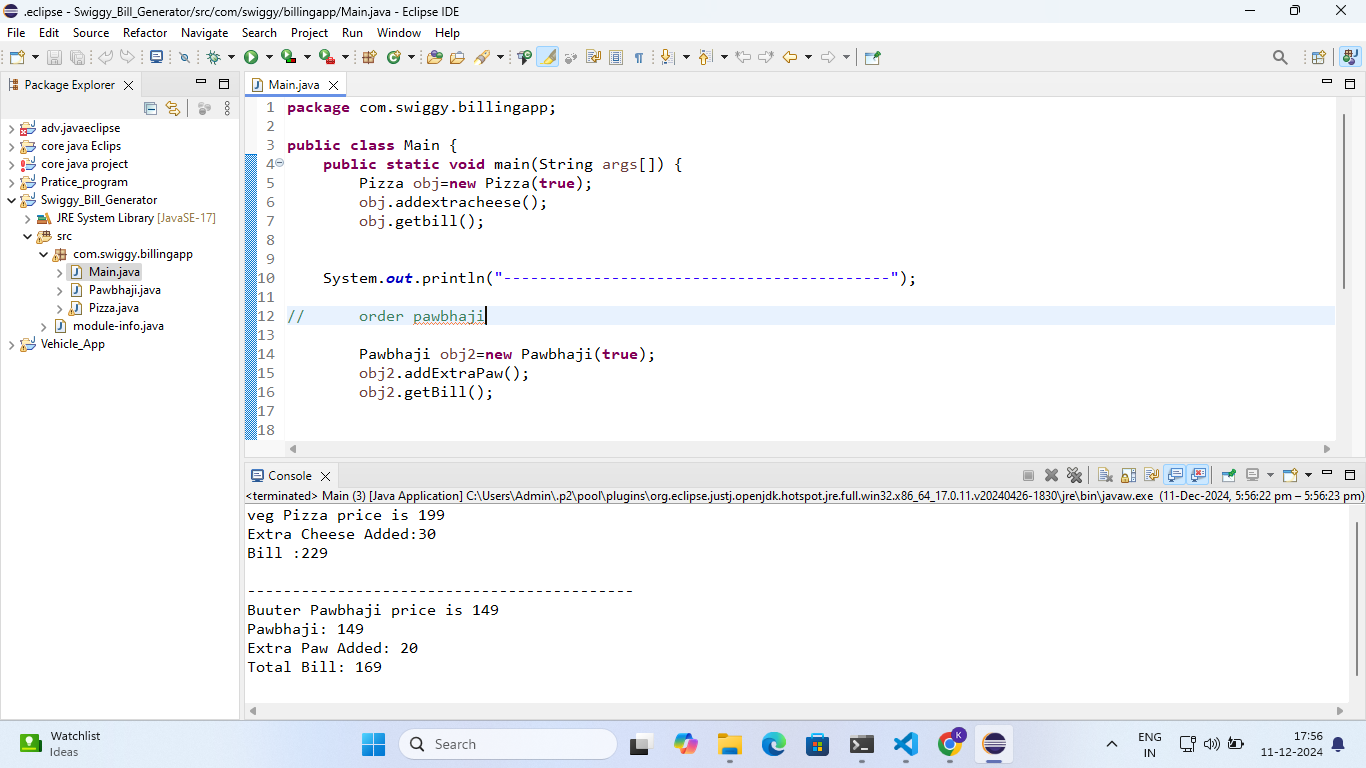 .eclipse - Swiggy_Bill_Generator/src/com/swiggy/billingapp/Main.java - Eclipse IDE
File Edit Source Refactor Navigate Search Project Run Window Help
Package Explorer
adv.javaeclipse
core java Eclips
core java project
Pratice_program
Swiggy_Bill_Generator
JRE System Library [JavaSE-17]
src
com.swiggy.billingapp
Main.java
Pawbhaji.java
Pizza.java
module-info.java
Vehicle_App
Main.java
1 package com.swiggy.billingapp;
2
3 public class Main {
4 public static void main(String args[]) {
5 Pizza obj=new Pizza(true);
6 obj.addextracheese();
7 obj.getbill();
8
9
10 System.out.println("-------------------------------------------");
11
12 // order pawbhaji
13
14 Pawbhaji obj2=new Pawbhaji(true);
15 obj2.addExtraPaw();
16 obj2.getBill();
17
18
Console
<terminated> Main (3) [Java Application] C:\Users\Admin\.p2\pool\plugins\org.eclipse.justj.openjdk.hotspot.jre.full.win32.x86_64_17.0.11.v20240426-1830\jre\bin\javaw.exe (11-Dec-2024, 5:56:22 pm – 5:56:23 pm)
veg Pizza price is 199
Extra Cheese Added:30
Bill :229
-------------------------------------------
Buuter Pawbhaji price is 149
Pawbhaji: 149
Extra Paw Added: 20
Total Bill: 169
Watchlist
Ideas
Search
K
ENG
IN
17:56
11-12-2024